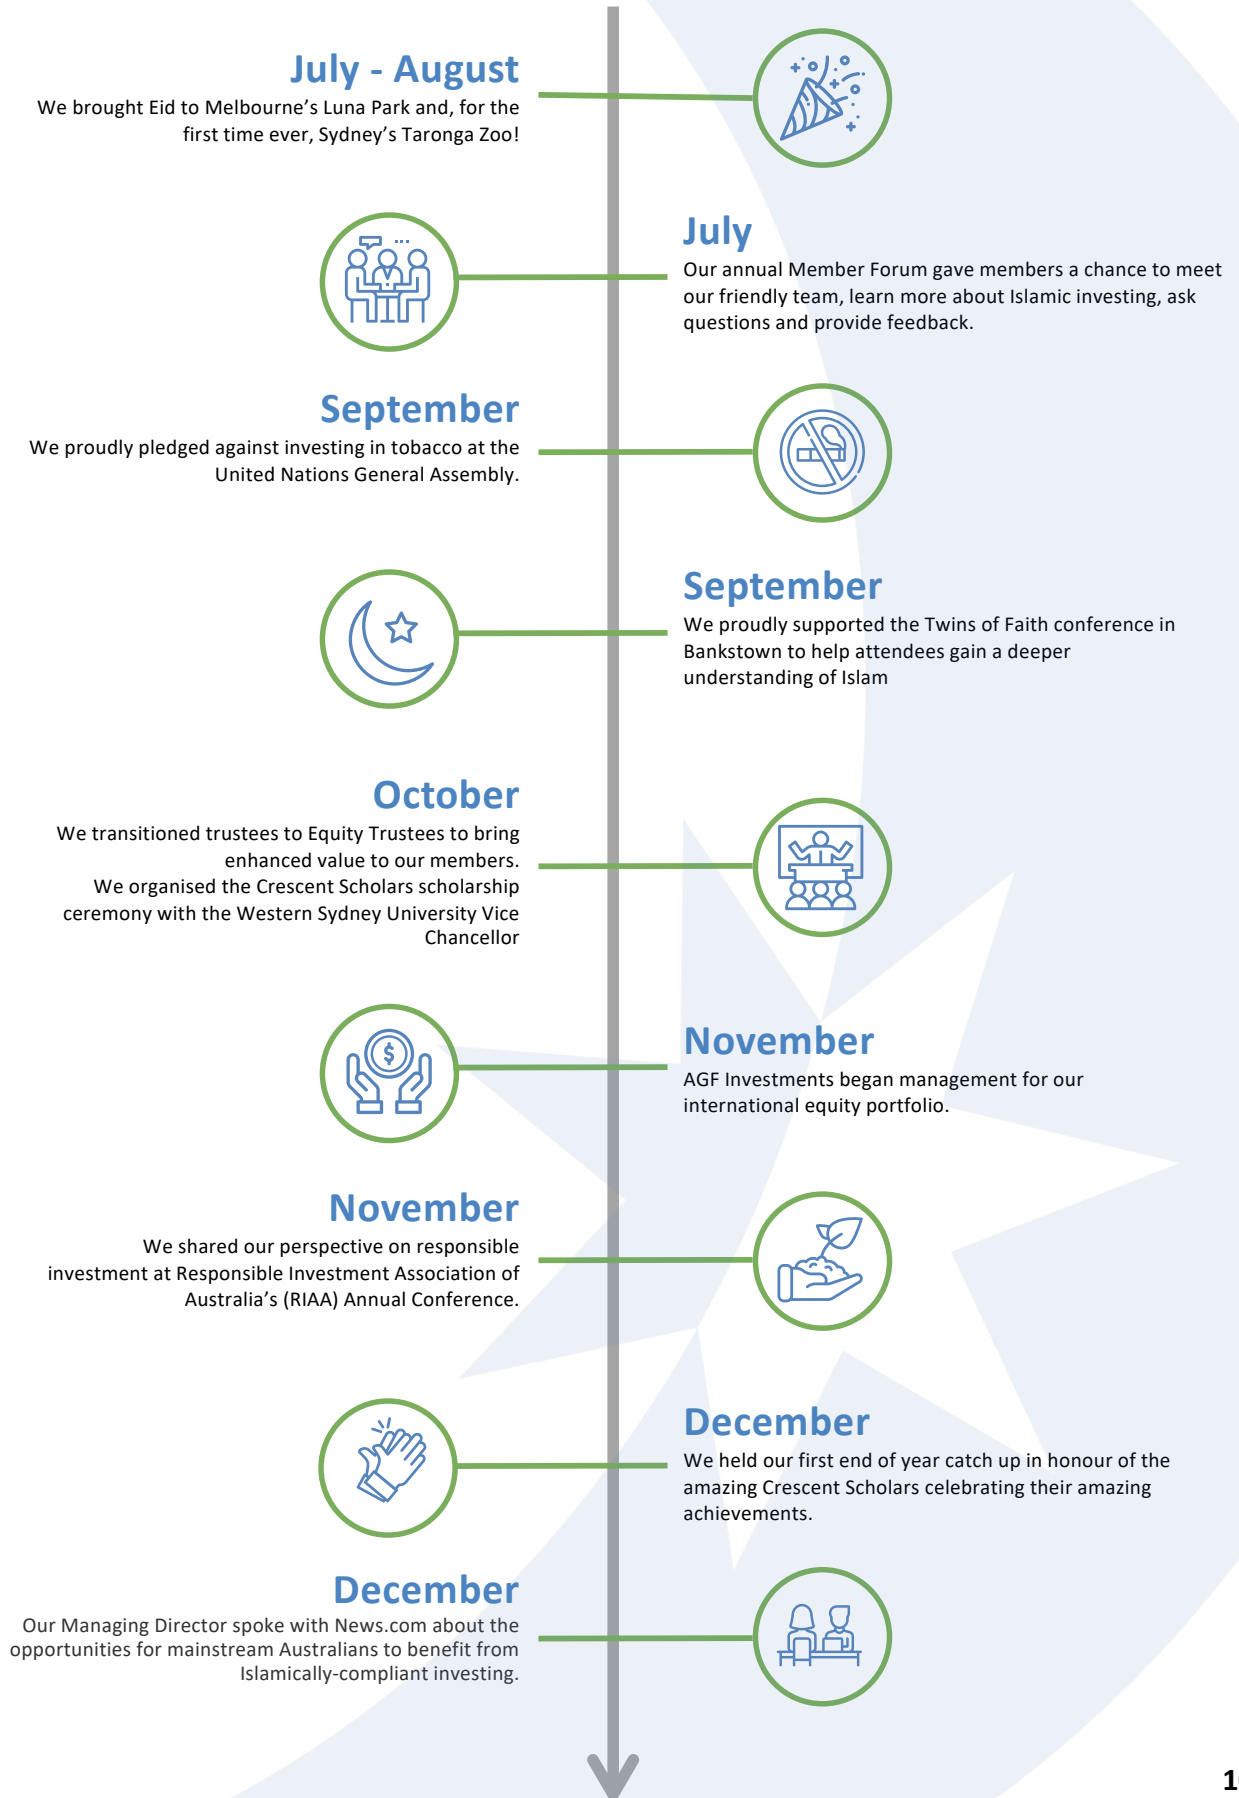 July - August
We brought Eid to Melbourne’s Luna Park and, for the
first time ever, Sydney’s Taronga Zoo!
July
Our annual Member Forum gave members a chance to meet
our friendly team, learn more about Islamic investing, ask
questions and provide feedback.
September
We proudly pledged against investing in tobacco at the
United Nations General Assembly.
September
We proudly supported the Twins of Faith conference in
Bankstown to help attendees gain a deeper
understanding of Islam
October
We transitioned trustees to Equity Trustees to bring
enhanced value to our members.
We organised the Crescent Scholars scholarship
ceremony with the Western Sydney University Vice
Chancellor
$
November
AGF Investments began management for our
international equity portfolio.
November
We shared our perspective on responsible
investment at Responsible Investment Association of
Australia’s (RIAA) Annual Conference.
December
We held our first end of year catch up in honour of the
amazing Crescent Scholars celebrating their amazing
achievements.
December
Our Managing Director spoke with News.com about the
opportunities for mainstream Australians to benefit from
Islamically-compliant investing.